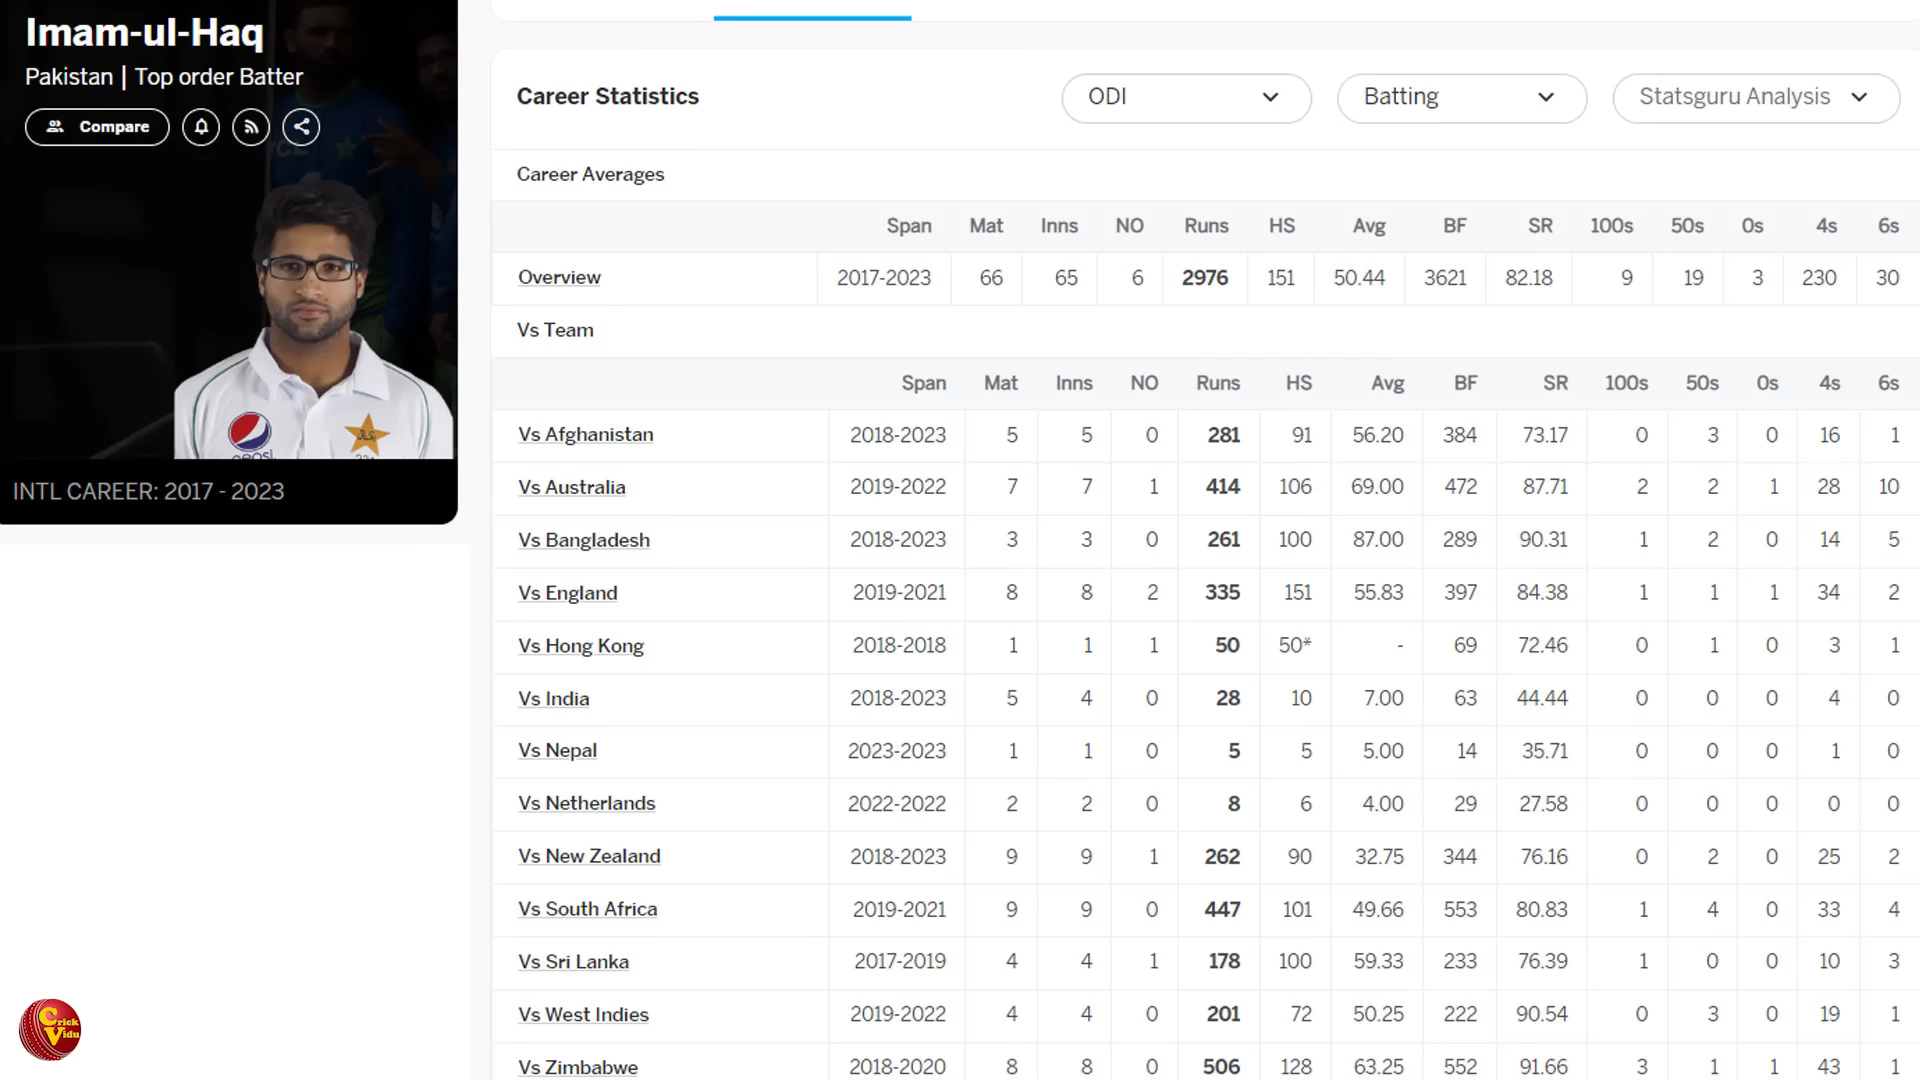 Imam-ul-Haq
Pakistan | Top order Batter
Compare
INTL CAREER: 2017 - 2023
pepsi
Crick
Vidu
Career Statistics
ODI
Batting
Statsguru Analysis
Career Averages
Span Mat Inns NO Runs HS Avg BF SR 100s 50s 0s 4s 6s
Overview 2017-2023 66 65 6 2976 151 50.44 3621 82.18 9 19 3 230 30
Vs Team
Span Mat Inns NO Runs HS Avg BF SR 100s 50s 0s 4s 6s
Vs Afghanistan 2018-2023 5 5 0 281 91 56.20 384 73.17 0 3 0 16 1
Vs Australia 2019-2022 7 7 1 414 106 69.00 472 87.71 2 2 1 28 10
Vs Bangladesh 2018-2023 3 3 0 261 100 87.00 289 90.31 1 2 0 14 5
Vs England 2019-2021 8 8 2 335 151 55.83 397 84.38 1 1 1 34 2
Vs Hong Kong 2018-2018 1 1 1 50 50* - 69 72.46 0 1 0 3 1
Vs India 2018-2023 5 4 0 28 10 7.00 63 44.44 0 0 0 4 0
Vs Nepal 2023-2023 1 1 0 5 5 5.00 14 35.71 0 0 0 1 0
Vs Netherlands 2022-2022 2 2 0 8 6 4.00 29 27.58 0 0 0 0 0
Vs New Zealand 2018-2023 9 9 1 262 90 32.75 344 76.16 0 2 0 25 2
Vs South Africa 2019-2021 9 9 0 447 101 49.66 553 80.83 1 4 0 33 4
Vs Sri Lanka 2017-2019 4 4 1 178 100 59.33 233 76.39 1 0 0 10 3
Vs West Indies 2019-2022 4 4 0 201 72 50.25 222 90.54 0 3 0 19 1
Vs Zimbabwe 2018-2020 8 8 0 506 128 63.25 552 91.66 3 1 1 43 1